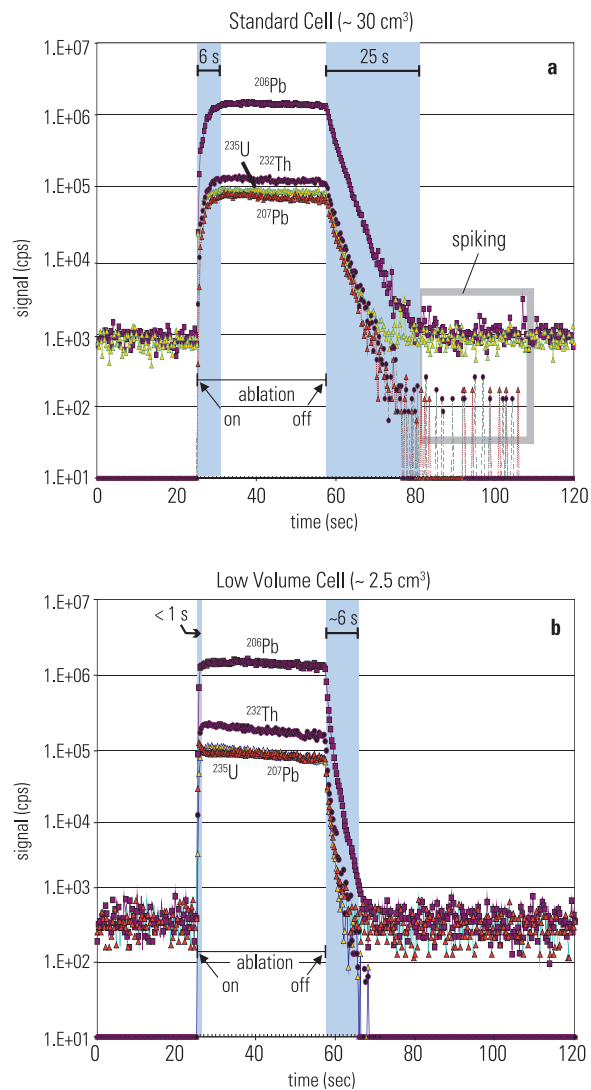 Standard Cell (~ 30 cm³)
1.E+07
6 s
25 s
a
²⁰⁶Pb
1.E+06
²³⁵U
²³²Th
1.E+05
²⁰⁷Pb
signal (cps)
spiking
1.E+04
1.E+03
ablation
1.E+02
on
off
1.E+01
0 20 40 60 80 100 120
time (sec)
Low Volume Cell (~ 2.5 cm³)
1.E+07
< 1 s
~6 s
b
²⁰⁶Pb
1.E+06
²³²Th
1.E+05
²³⁵U
²⁰⁷Pb
signal (cps)
1.E+04
1.E+03
1.E+02
ablation
on
off
1.E+01
0 20 40 60 80 100 120
time (sec)